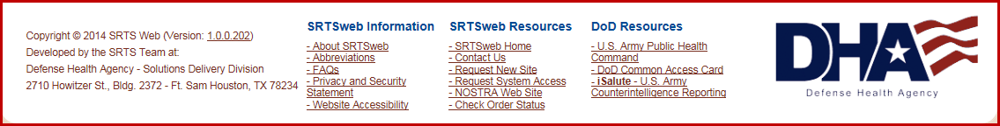 Copyright © 2014 SRTS Web (Version: 1.0.0.202)
Developed by the SRTS Team at:
Defense Health Agency - Solutions Delivery Division
2710 Howitzer St., Bldg. 2372 - Ft. Sam Houston, TX 78234
SRTSweb Information
- About SRTSweb
- Abbreviations
- FAQs
- Privacy and Security
Statement
- Website Accessibility
SRTSweb Resources
- SRTSweb Home
- Contact Us
- Request New Site
- Request System Access
- NOSTRA Web Site
- Check Order Status
DoD Resources
- U.S. Army Public Health
Command
- DoD Common Access Card
- iSalute - U.S. Army
Counterintelligence Reporting
DHA
Defense Health Agency